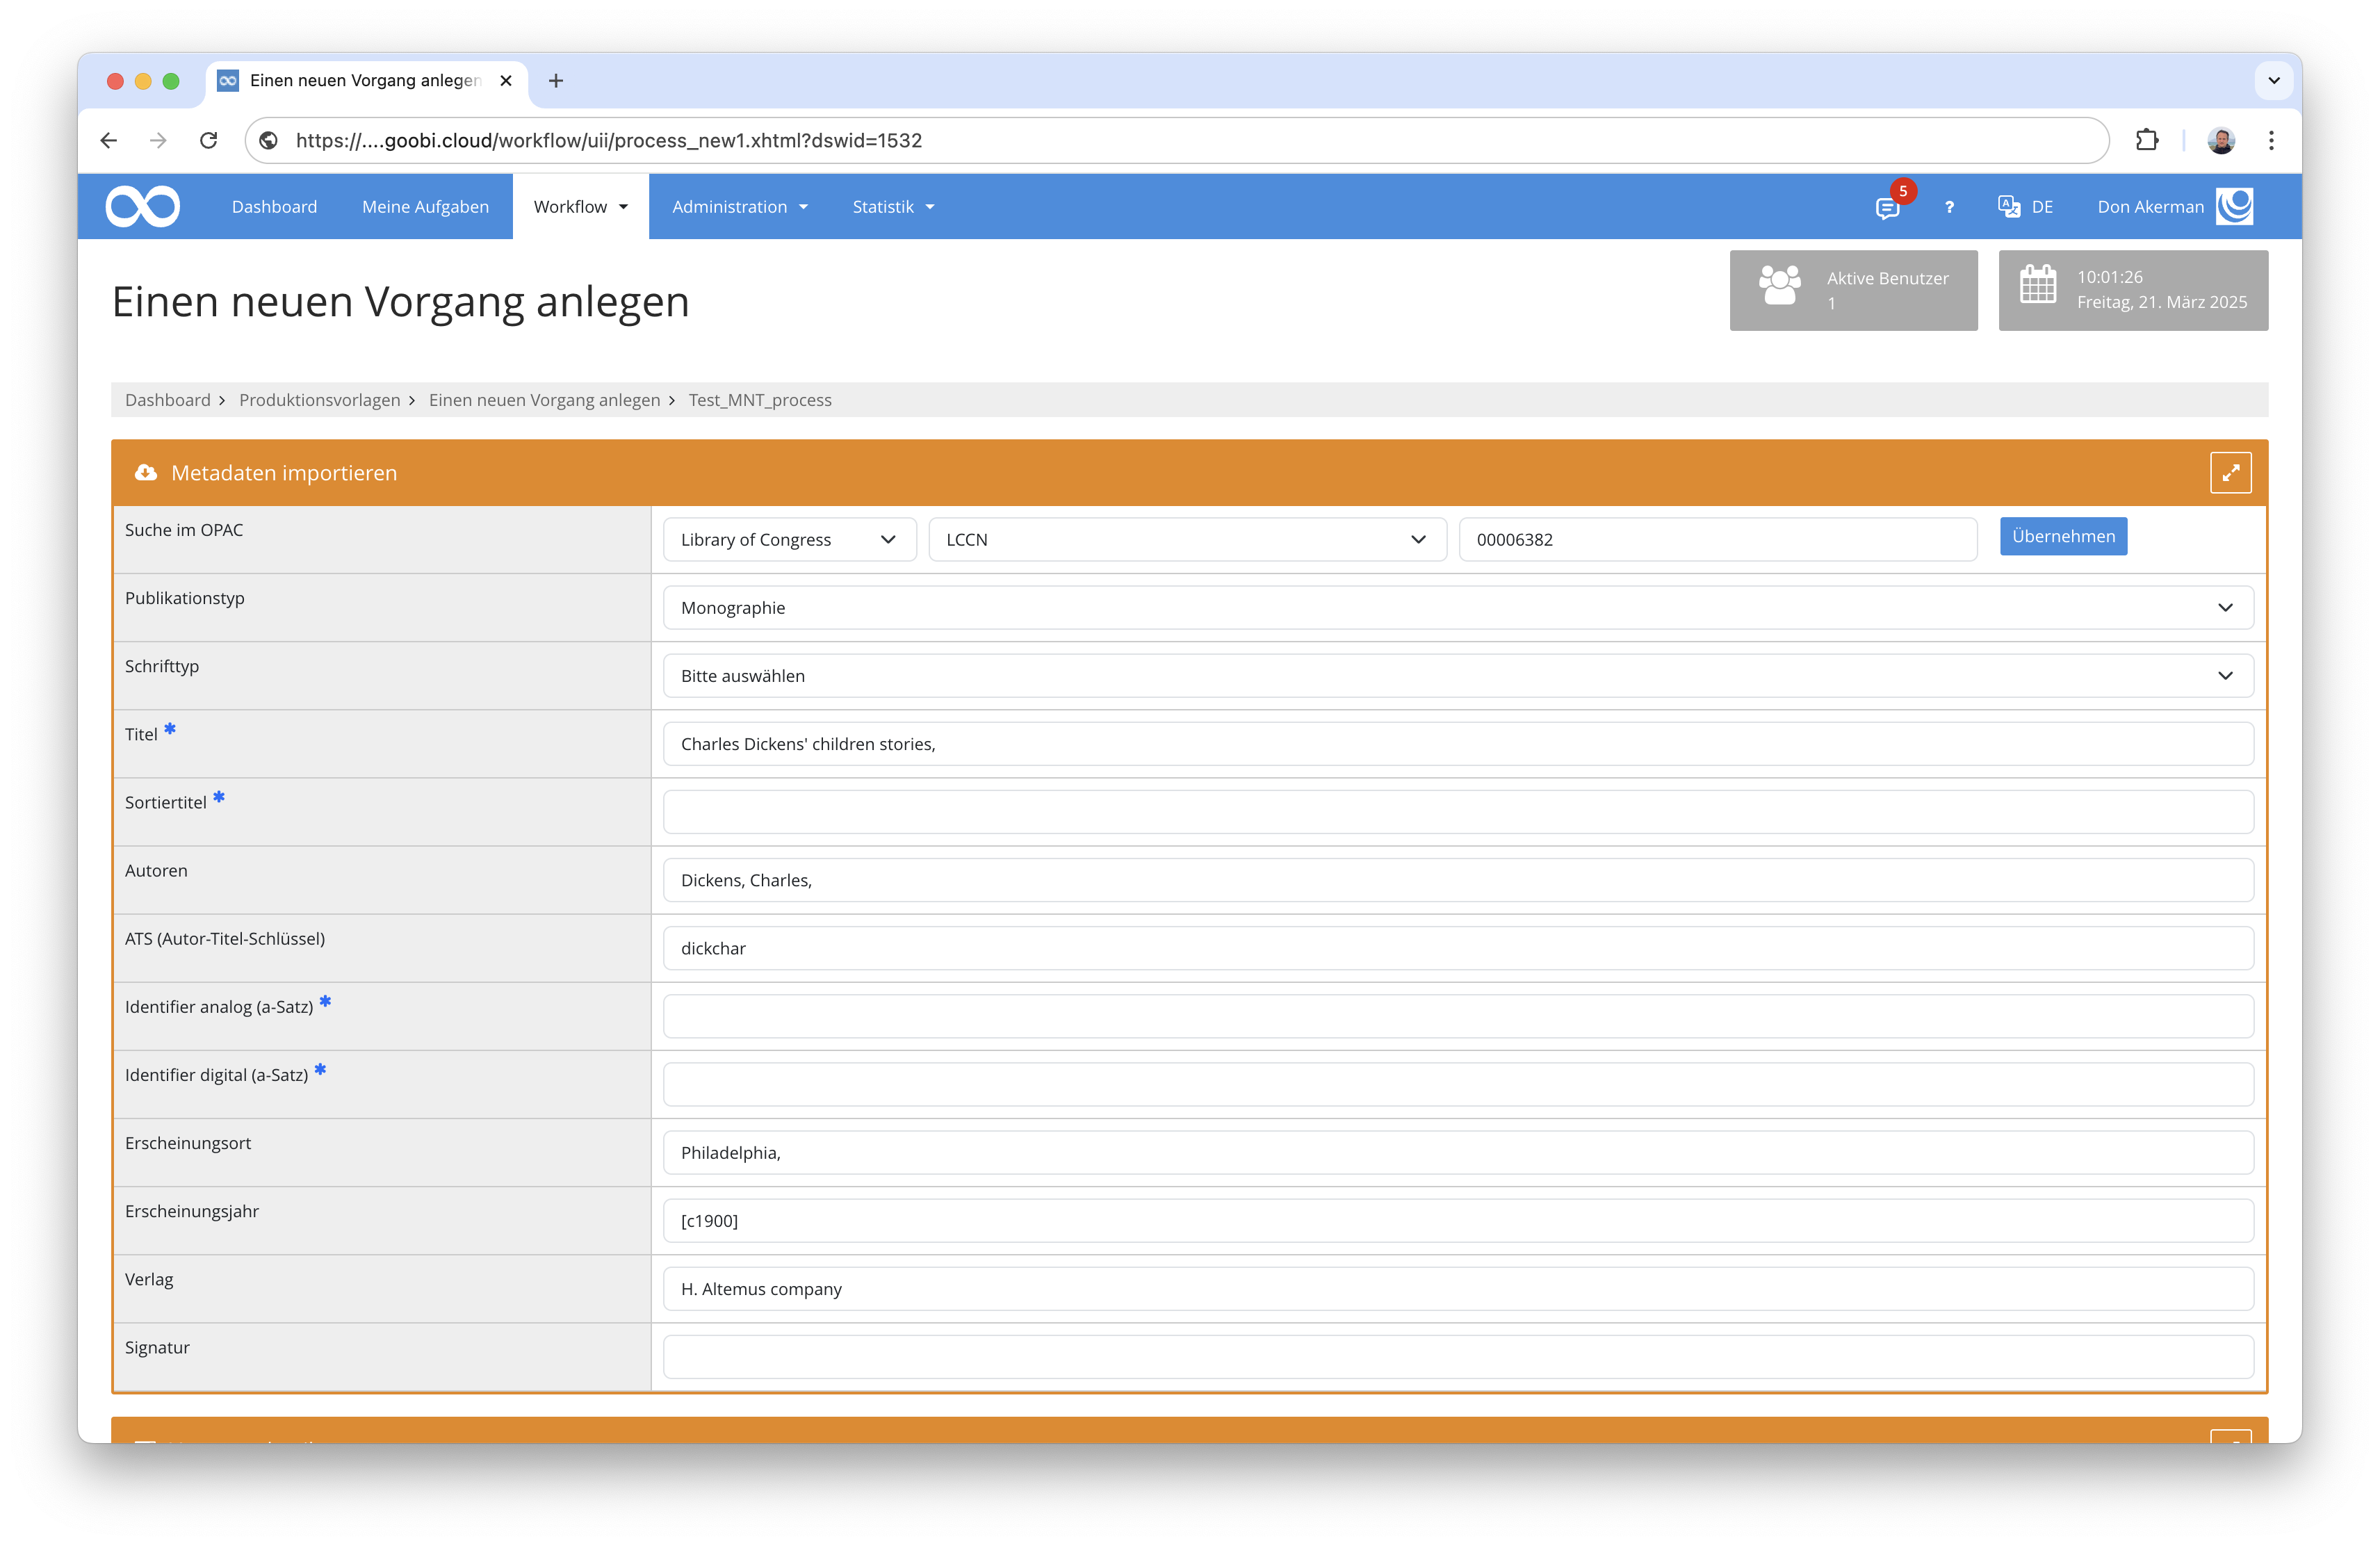 Einen neuen Vorgang anlegen
https://....goobi.cloud/workflow/uii/process_new1.xhtml?dswid=1532
Dashboard Meine Aufgaben Workflow Administration Statistik 5 ? DE Don Akerman
Einen neuen Vorgang anlegen
Aktive Benutzer
1
10:01:26
Freitag, 21. März 2025
Dashboard > Produktionsvorlagen > Einen neuen Vorgang anlegen > Test_MNT_process
Metadaten importieren
Suche im OPAC Library of Congress LCCN 00006382 Übernehmen
Publikationstyp Monographie
Schrifttyp Bitte auswählen
Titel * Charles Dickens' children stories,
Sortiertitel *
Autoren Dickens, Charles,
ATS (Autor-Titel-Schlüssel) dickchar
Identifier analog (a-Satz) *
Identifier digital (a-Satz) *
Erscheinungsort Philadelphia,
Erscheinungsjahr [c1900]
Verlag H. Altemus company
Signatur